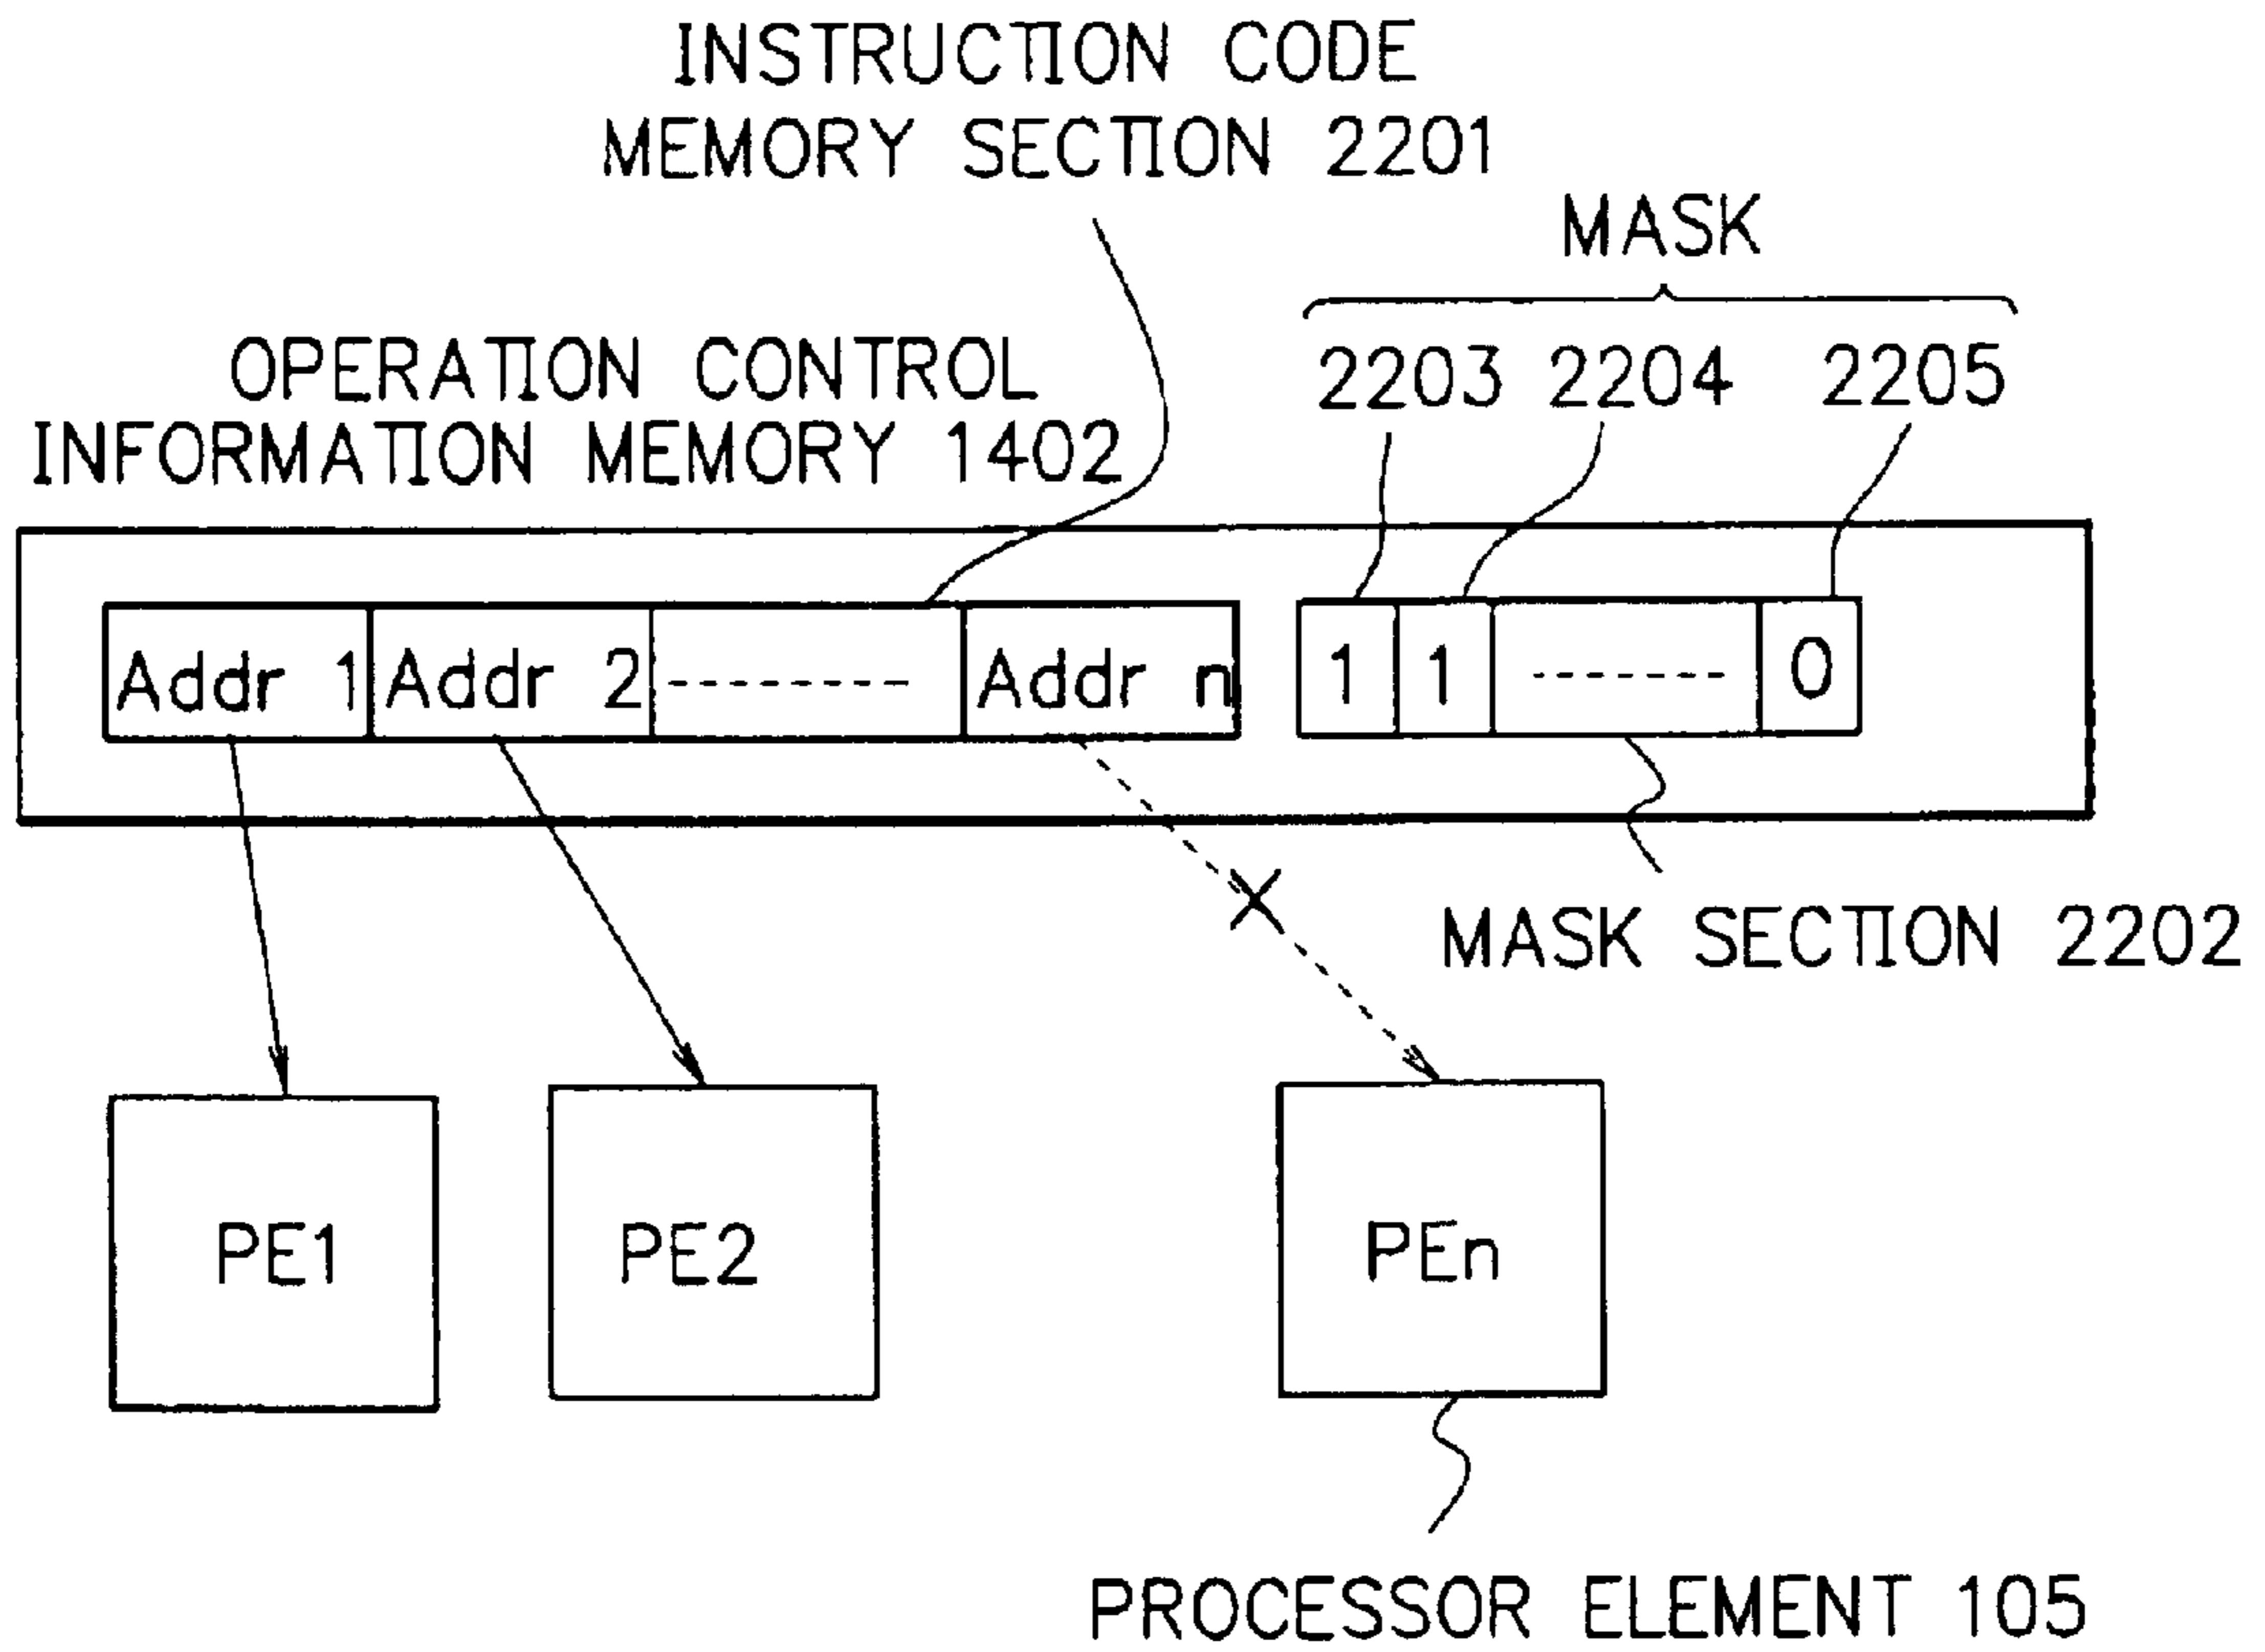 INSTRUCTION CODE
MEMORY SECTION 2201
MASK
OPERATION CONTROL
INFORMATION MEMORY 1402
2203 2204 2205
Addr 1 Addr 2 Addr n 1 1 0
MASK SECTION 2202
PE1 PE2 PEn
PROCESSOR ELEMENT 105